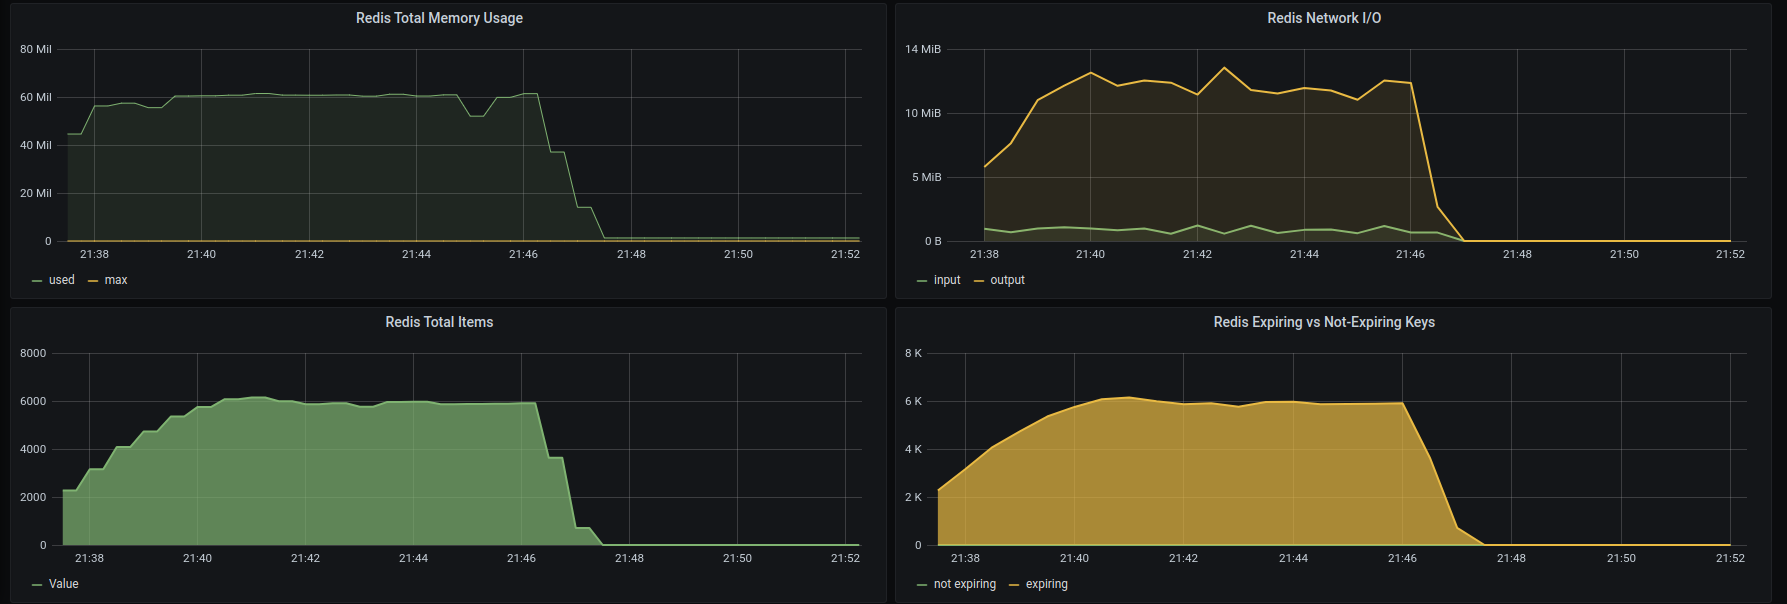 Redis Total Memory Usage
80 Mil
60 Mil
40 Mil
20 Mil
0
21:38 21:40 21:42 21:44 21:46 21:48 21:50 21:52
used max
Redis Network I/O
14 MiB
10 MiB
5 MiB
0 B
21:38 21:40 21:42 21:44 21:46 21:48 21:50 21:52
input output
Redis Total Items
8000
6000
4000
2000
0
21:38 21:40 21:42 21:44 21:46 21:48 21:50 21:52
Value
Redis Expiring vs Not-Expiring Keys
8 K
6 K
4 K
2 K
0
21:38 21:40 21:42 21:44 21:46 21:48 21:50 21:52
not expiring expiring